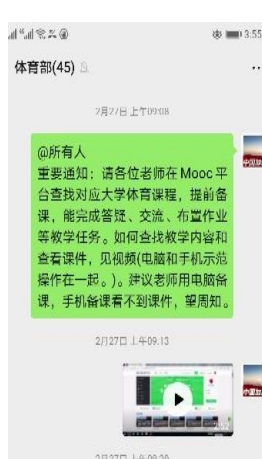 3:55
体育部(45)
2月27日 上午09:08
@所有人
重要通知：请各位老师在Mooc平
台查找对应大学体育课程，提前备
课，能完成答疑、交流、布置作业
等教学任务。如何查找教学内容和
查看课件，见视频(电脑和手机示范
操作在一起。)。建议老师用电脑备
课，手机备课看不到课件，望周知。
2月27日 上午09:13